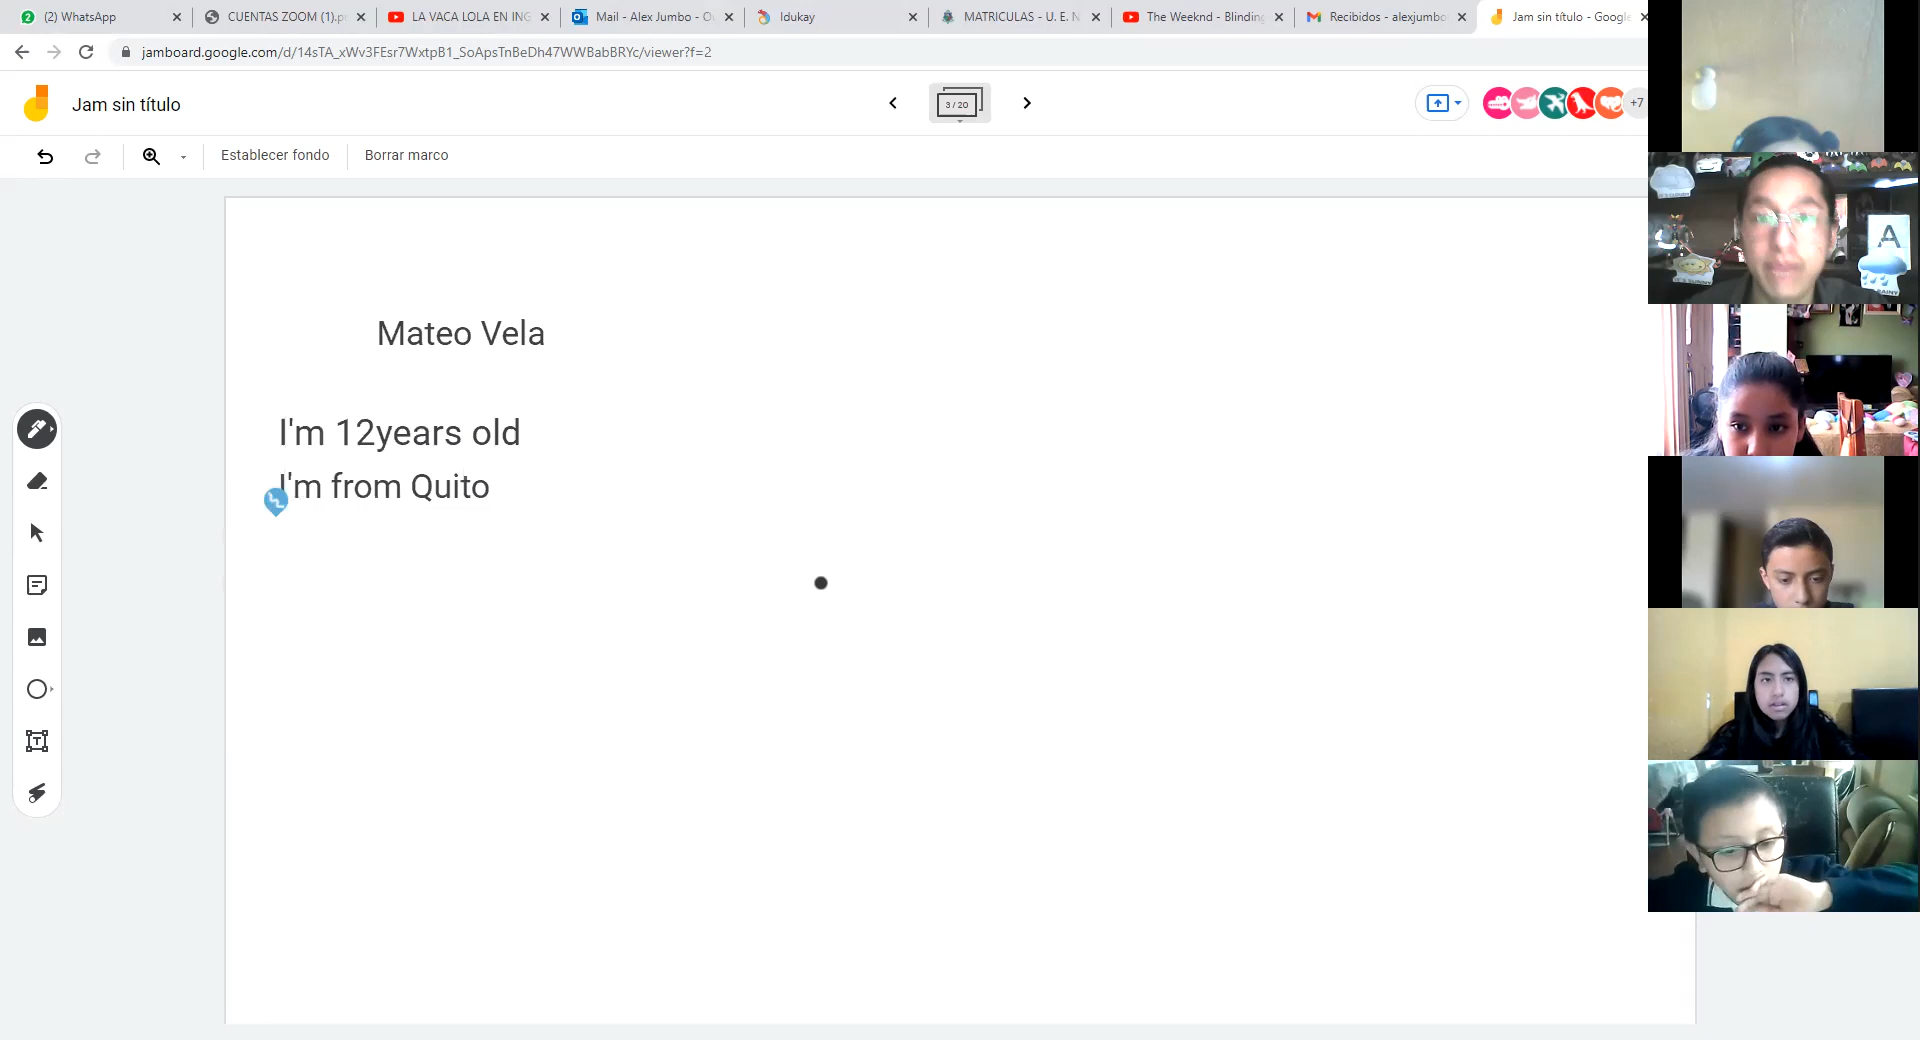 (2) WhatsApp
CUENTAS ZOOM (1).p
LA VACA LOLA EN ING
Mail - Alex Jumbo - O
Idukay
MATRICULAS - U. E. N
The Weeknd - Blinding
Recibidos - alexjumbo
Jam sin título - Google
jamboard.google.com/d/14sTA_xWv3FEsr7WxtpB1_SoApsTnBeDh47WWBabBRYc/viewer?f=2
Jam sin título
3 / 20
+7
Establecer fondo
Borrar marco
Mateo Vela
I'm 12years old
I'm from Quito
A